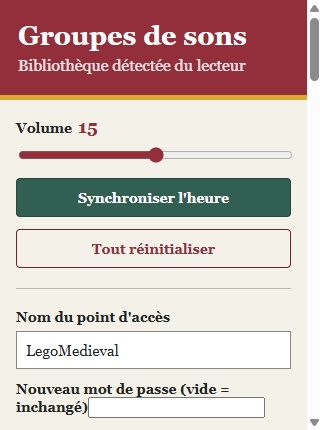 Groupes de sons
Bibliothèque détectée du lecteur
Volume 15
Synchroniser l'heure
Tout réinitialiser
Nom du point d'accès
LegoMedieval
Nouveau mot de passe (vide =
inchangé)